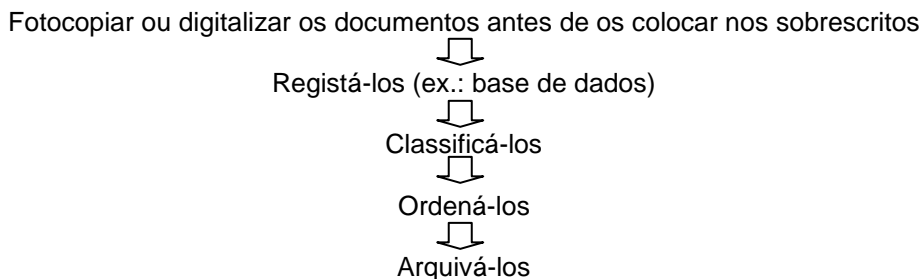 Fotocopiar ou digitalizar os documentos antes de os colocar nos sobrescritos
Registá-los (ex.: base de dados)
Classificá-los
Ordená-los
Arquivá-los